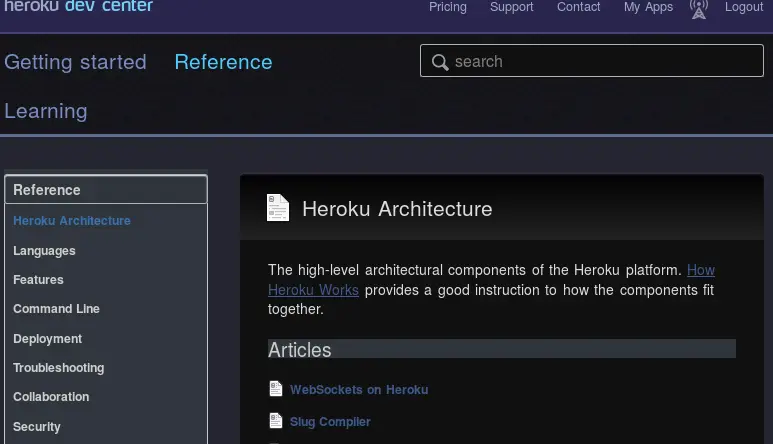 heroku dev center
Pricing Support Contact My Apps Logout
Getting started Reference
search
Learning
Reference
Heroku Architecture
Languages
Features
Command Line
Deployment
Troubleshooting
Collaboration
Security
Heroku Architecture
The high-level architectural components of the Heroku platform. How
Heroku Works provides a good instruction to how the components fit
together.
Articles
WebSockets on Heroku
Slug Compiler